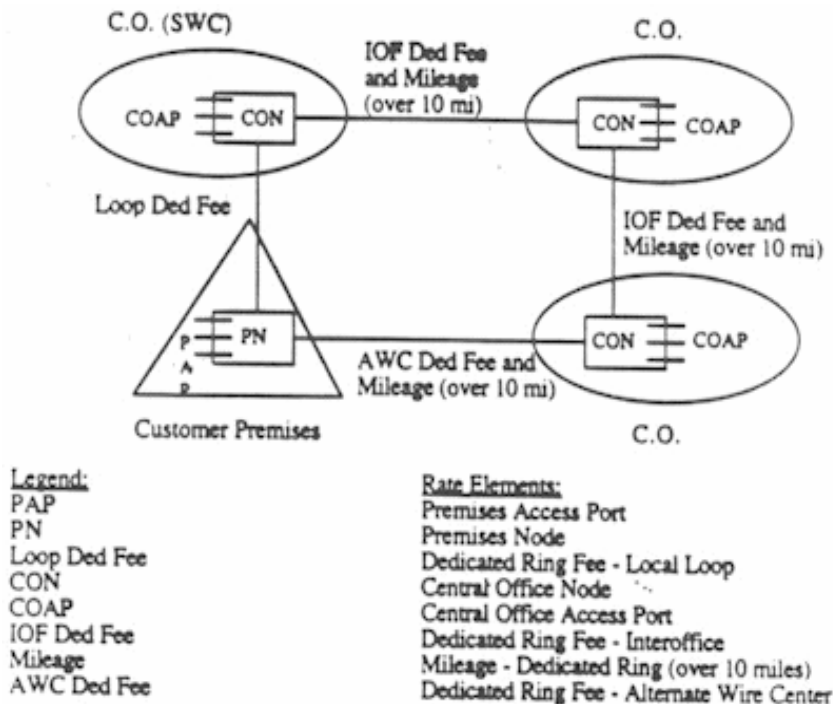 C.O. (SWC)
C.O.
IOF Ded Fee
and Mileage
(over 10 mi)
COAP
CON
CON
COAP
Loop Ded Fee
IOF Ded Fee and
Mileage (over 10 mi)
P
A
P
PN
CON
COAP
AWC Ded Fee and
Mileage (over 10 mi)
Customer Premises
C.O.
Legend:
PAP
PN
Loop Ded Fee
CON
COAP
IOF Ded Fee
Mileage
AWC Ded Fee
Rate Elements:
Premises Access Port
Premises Node
Dedicated Ring Fee - Local Loop
Central Office Node
Central Office Access Port
Dedicated Ring Fee - Interoffice
Mileage - Dedicated Ring (over 10 miles)
Dedicated Ring Fee - Alternate Wire Center